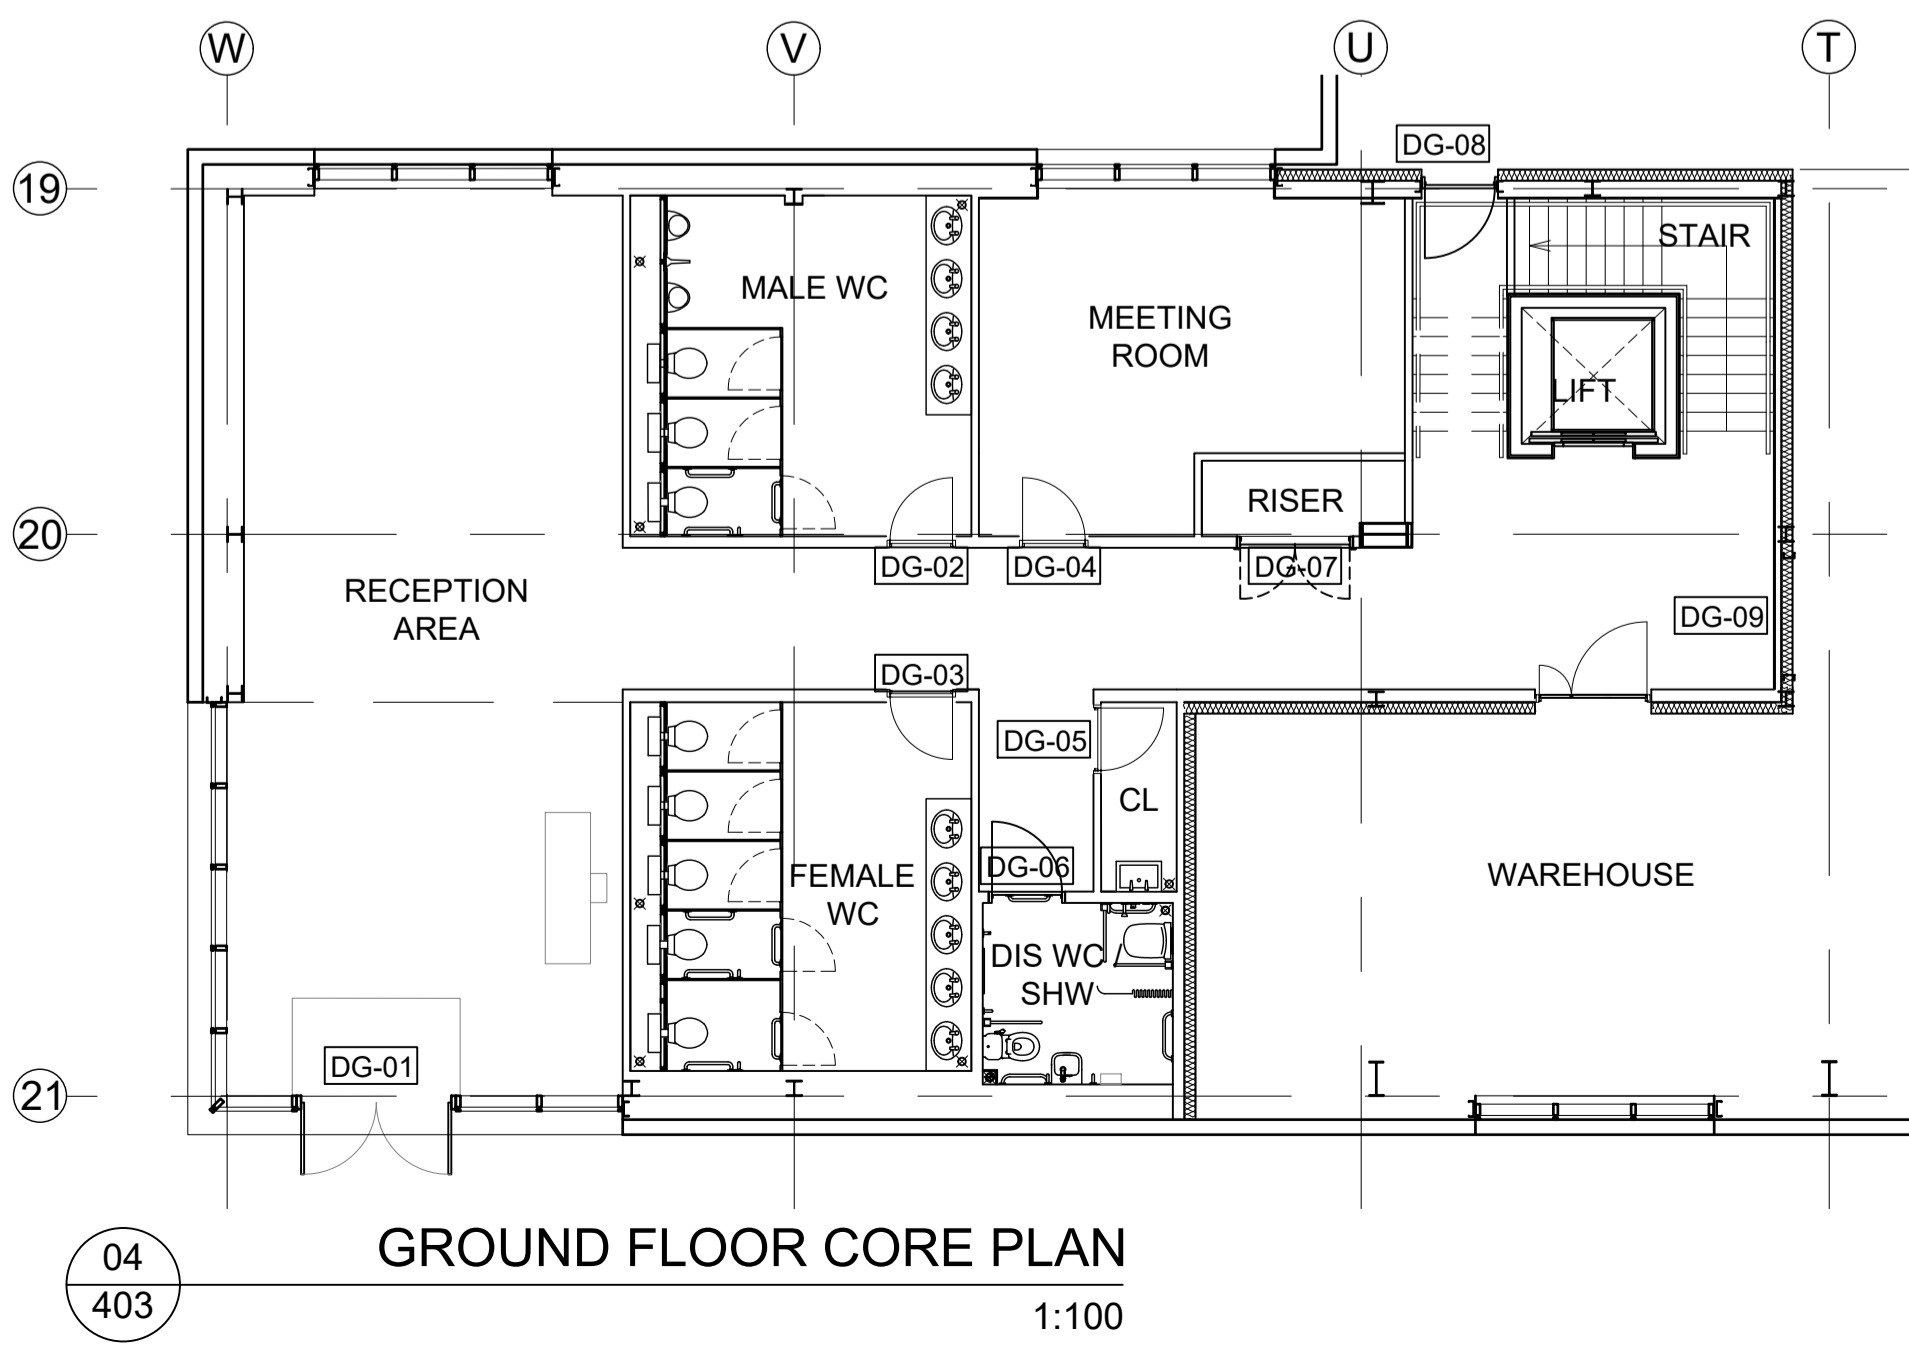 W
V
U
T
19
20
21
DG-08
STAIR
MALE WC
MEETING
ROOM
LIFT
RISER
DG-02
DG-04
DG-07
RECEPTION
AREA
DG-09
DG-03
DG-05
CL
DG-06
FEMALE
WC
WAREHOUSE
DIS WC
SHW
DG-01
04
403
GROUND FLOOR CORE PLAN
1:100